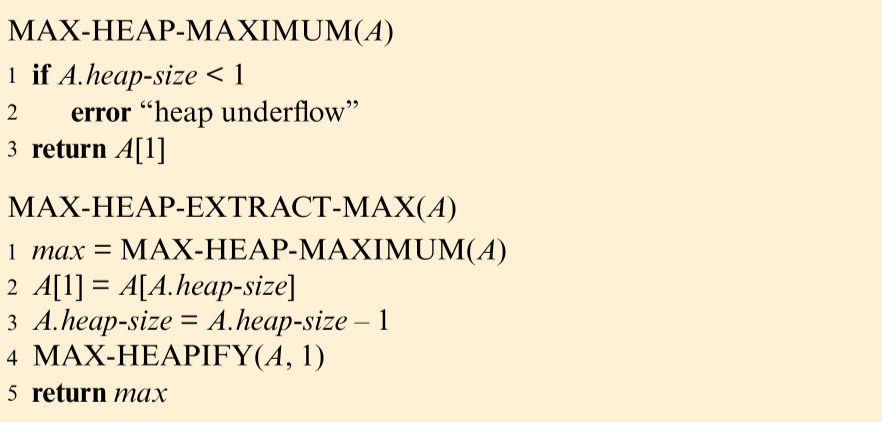 MAX-HEAP-MAXIMUM(A)
1 if A.heap-size < 1
2 error “heap underflow”
3 return A[1]
MAX-HEAP-EXTRACT-MAX(A)
1 max = MAX-HEAP-MAXIMUM(A)
2 A[1] = A[A.heap-size]
3 A.heap-size = A.heap-size – 1
4 MAX-HEAPIFY(A, 1)
5 return max